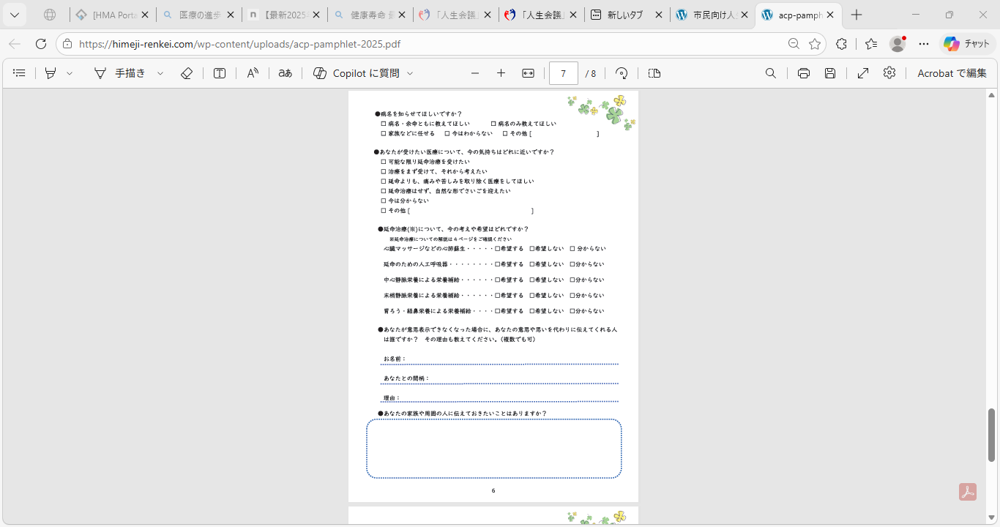 [HMA Porta
医療の進歩
【最新2025
健康寿命 最
「人生会議」
「人生会議」
新しいタブ
市民向け人
acp-pamph
https://himeji-renkei.com/wp-content/uploads/acp-pamphlet-2025.pdf
チャット
手描き
aあ
Copilot に質問
7 / 8
Acrobat で編集
●病名を知らせてほしいですか？
□ 病名・余命ともに教えてほしい □ 病名のみ教えてほしい
□ 家族などに任せる □ 今はわからない □ その他 [ ]
●あなたが受けたい医療について、今の気持ちはどれに近いですか？
□ 可能な限り延命治療を受けたい
□ 治療をまず受けて、それから考えたい
□ 延命よりも、痛みや苦しみを取り除く医療をしてほしい
□ 延命治療はせず、自然な形でさいごを迎えたい
□ 今は分からない
□ その他 [ ]
●延命治療(※)について、今の考えや希望はどれですか？
※延命治療についての解説は４ページをご確認ください
心臓マッサージなどの心肺蘇生・・・・・□希望する □希望しない □ 分からない
延命のための人工呼吸器・・・・・・・・□希望する □希望しない □分からない
中心静脈栄養による栄養補給・・・・・・□希望する □希望しない □分からない
末梢静脈栄養による栄養補給・・・・・・□希望する □希望しない □分からない
胃ろう・経鼻栄養による栄養補給・・・・□希望する □希望しない □分からない
●あなたが意思表示できなくなった場合に、あなたの意思や思いを代わりに伝えてくれる人
は誰ですか？ その理由も教えてください。（複数でも可）
お名前：
あなたとの間柄：
理由：
●あなたの家族や周囲の人に伝えておきたいことはありますか？
6